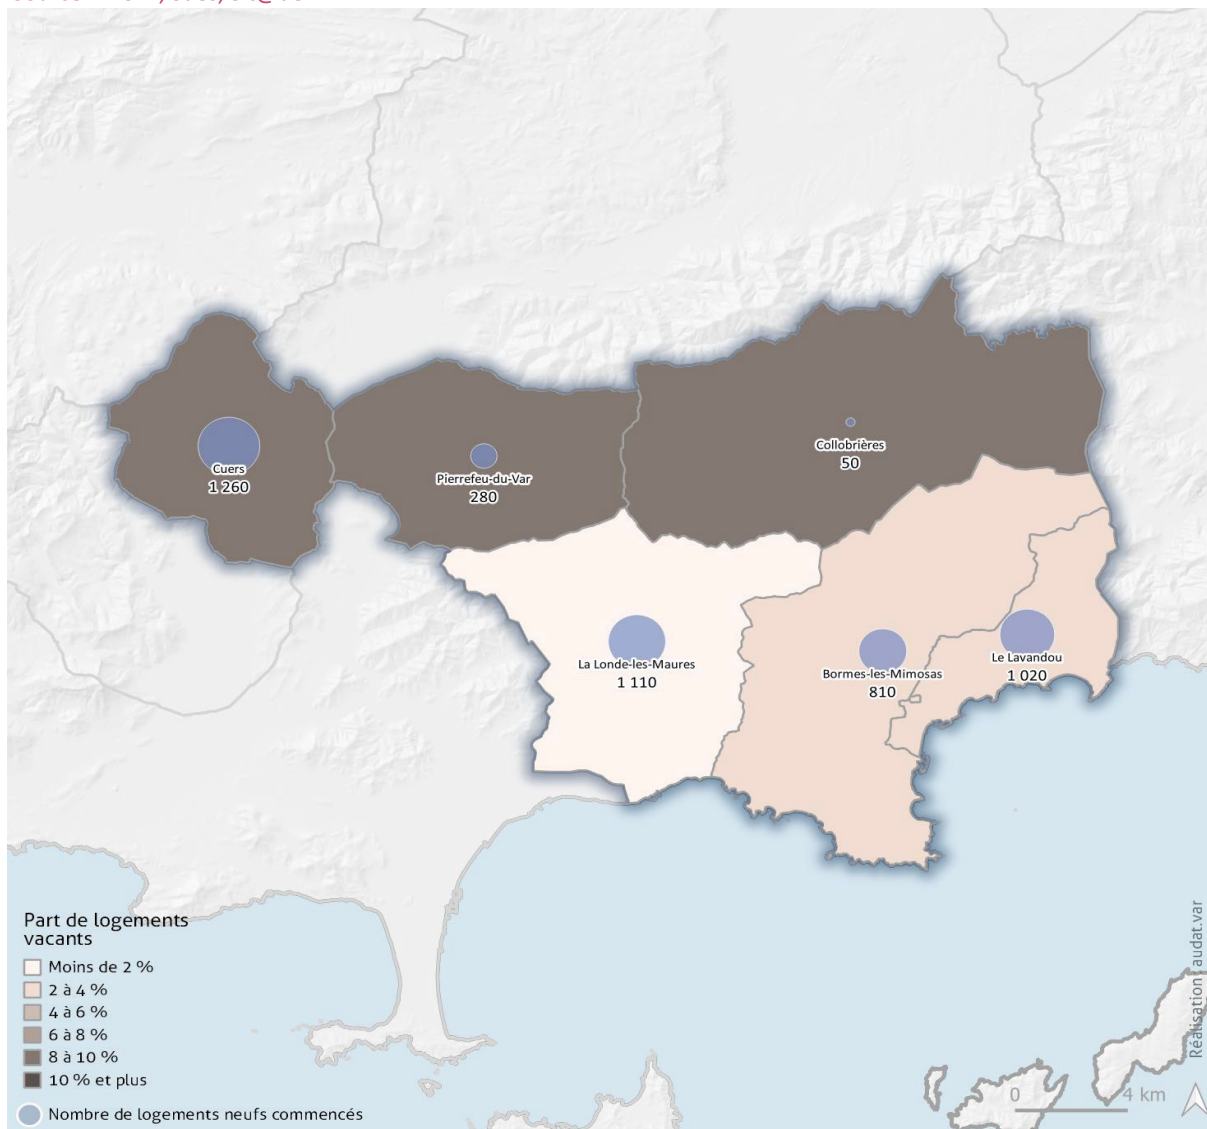 Cuers
1 260
Pierrefeu-du-Var
280
Collobrières
50
La Londe-les-Maures
1 110
Bormes-les-Mimosas
810
Le Lavandou
1 020
Part de logements
vacants
Moins de 2 %
2 à 4 %
4 à 6 %
6 à 8 %
8 à 10 %
10 % et plus
Nombre de logements neufs commencés
0 4 km
Réalisation : audat.var